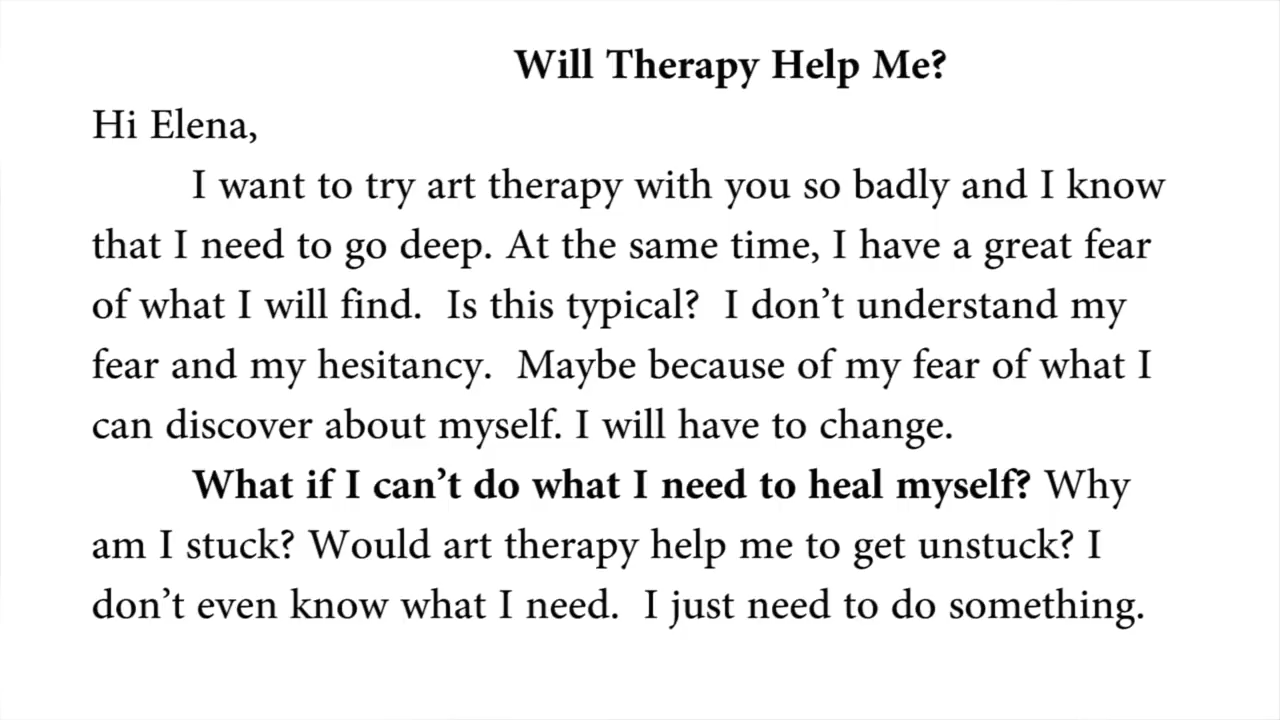 Will Therapy Help Me?
Hi Elena,
I want to try art therapy with you so badly and I know
that I need to go deep. At the same time, I have a great fear
of what I will find.  Is this typical?  I don’t understand my
fear and my hesitancy.  Maybe because of my fear of what I
can discover about myself. I will have to change.
What if I can’t do what I need to heal myself? Why
am I stuck? Would art therapy help me to get unstuck? I
don’t even know what I need.  I just need to do something.